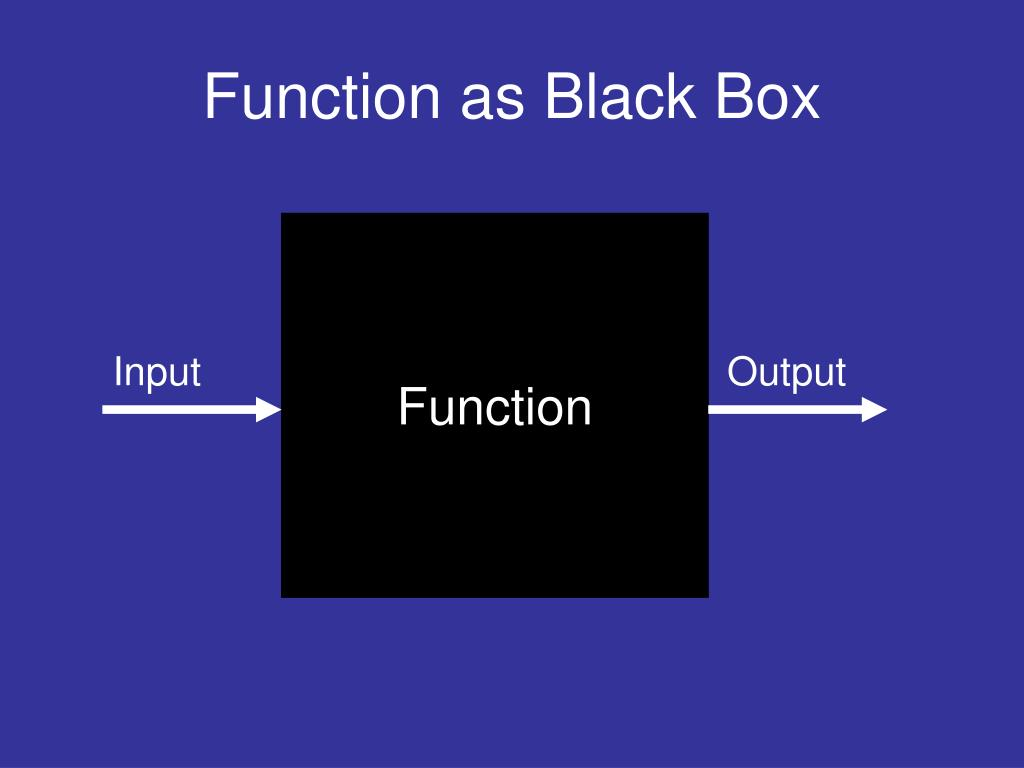 Function as Black Box
Input
Function
Output